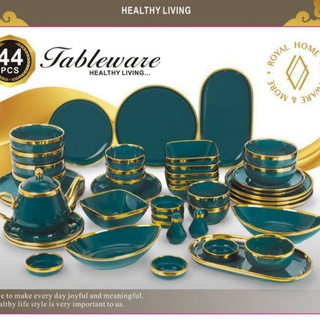 HEALTHY LIVING
44
PCS
Tableware
HEALTHY LIVING...
ROYAL HOME
WARE & MORE
e to make every day joyful and meaningful.
althy life style is very important to us.